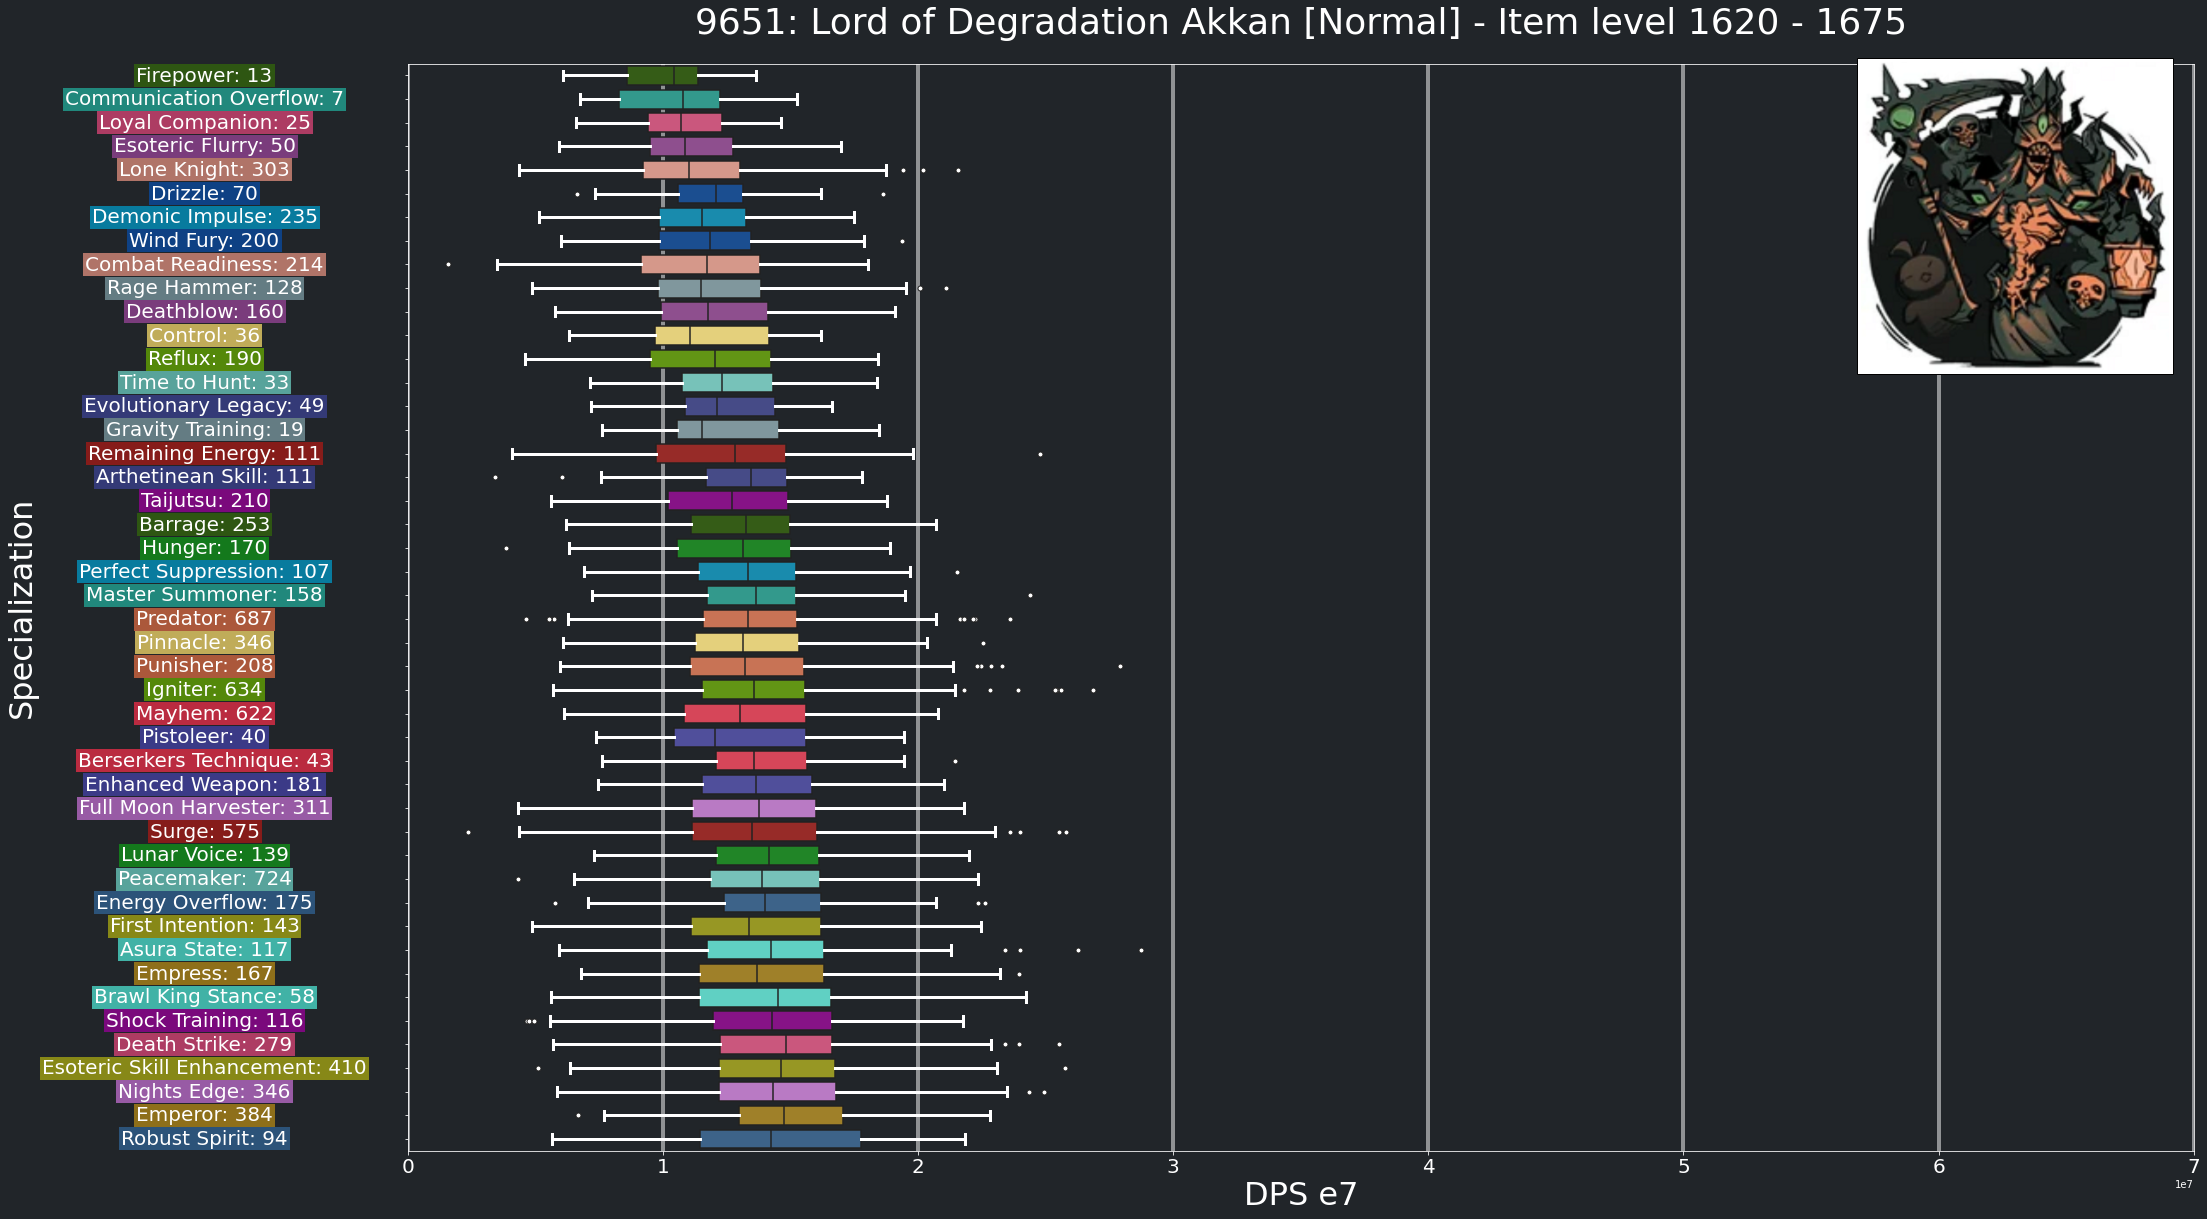 9651: Lord of Degradation Akkan [Normal] - Item level 1620 - 1675
Firepower: 13
Communication Overflow: 7
Loyal Companion: 25
Esoteric Flurry: 50
Lone Knight: 303
Drizzle: 70
Demonic Impulse: 235
Wind Fury: 200
Combat Readiness: 214
Rage Hammer: 128
Deathblow: 160
Control: 36
Reflux: 190
Time to Hunt: 33
Evolutionary Legacy: 49
Gravity Training: 19
Remaining Energy: 111
Arthetinean Skill: 111
Taijutsu: 210
Barrage: 253
Hunger: 170
Perfect Suppression: 107
Master Summoner: 158
Predator: 687
Pinnacle: 346
Punisher: 208
Igniter: 634
Mayhem: 622
Pistoleer: 40
Berserkers Technique: 43
Enhanced Weapon: 181
Full Moon Harvester: 311
Surge: 575
Lunar Voice: 139
Peacemaker: 724
Energy Overflow: 175
First Intention: 143
Asura State: 117
Empress: 167
Brawl King Stance: 58
Shock Training: 116
Death Strike: 279
Esoteric Skill Enhancement: 410
Nights Edge: 346
Emperor: 384
Robust Spirit: 94
Specialization
0 1 2 3 4 5 6 7
1e7
DPS e7